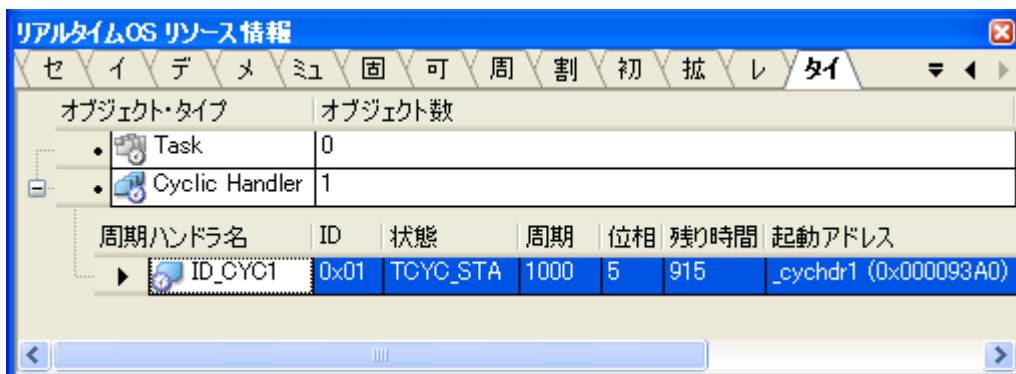 リアルタイムOS リソース情報
セ イ デ メ ミュ 固 可 周 割 初 拡 レ タイ
オブジェクト・タイプ オブジェクト数
Task 0
Cyclic Handler 1
周期ハンドラ名 ID 状態 周期 位相 残り時間 起動アドレス
ID_CYC1 0x01 TCYC_STA 1000 5 915 _cychdr1 (0x000093A0)